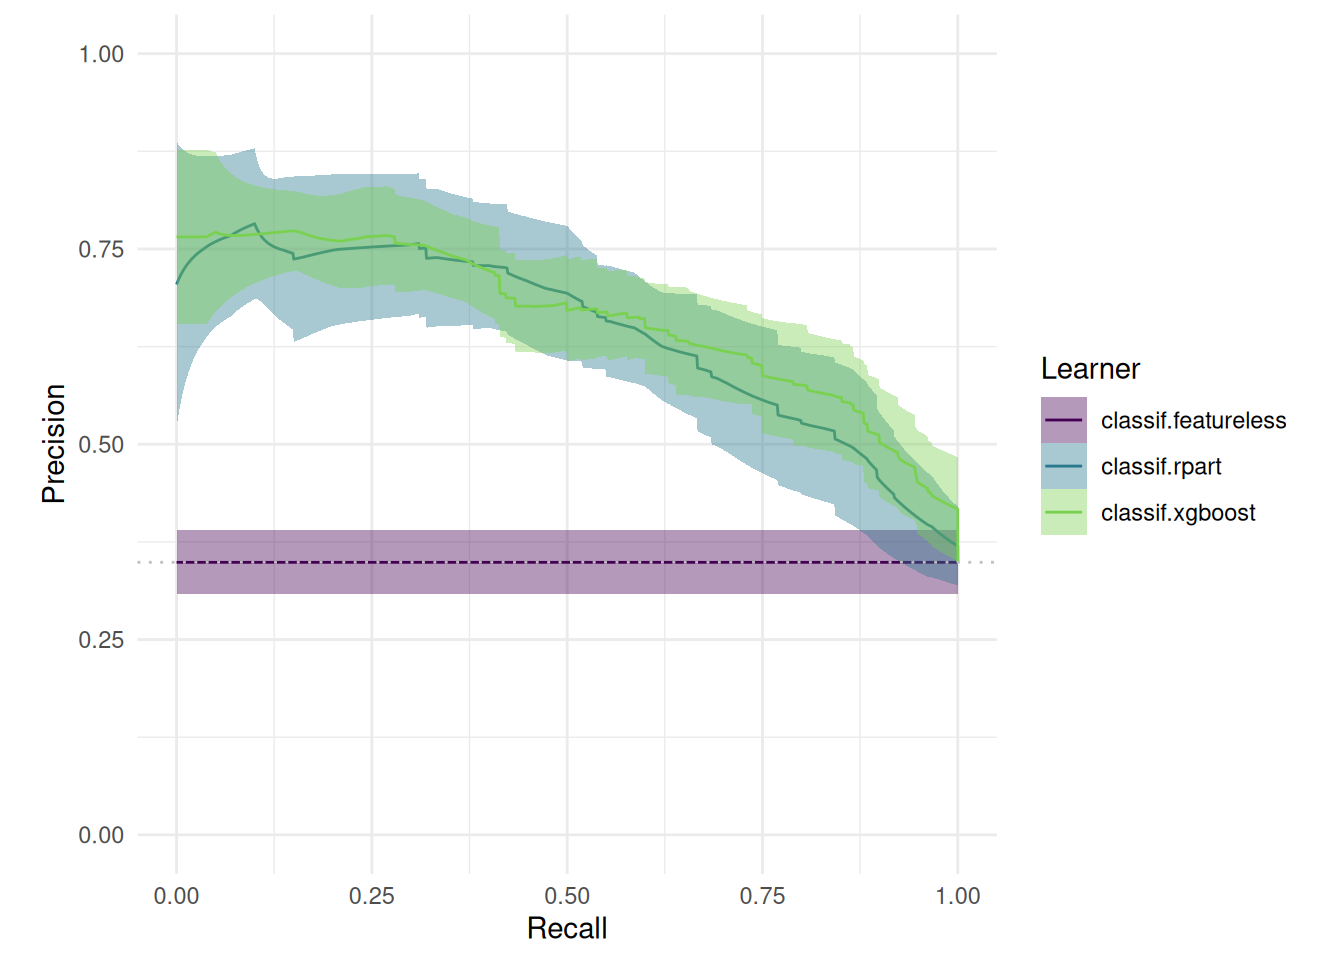 1.00
0.75
0.50
0.25
0.00
Precision
0.00 0.25 0.50 0.75 1.00
Recall
Learner
classif.featureless
classif.rpart
classif.xgboost